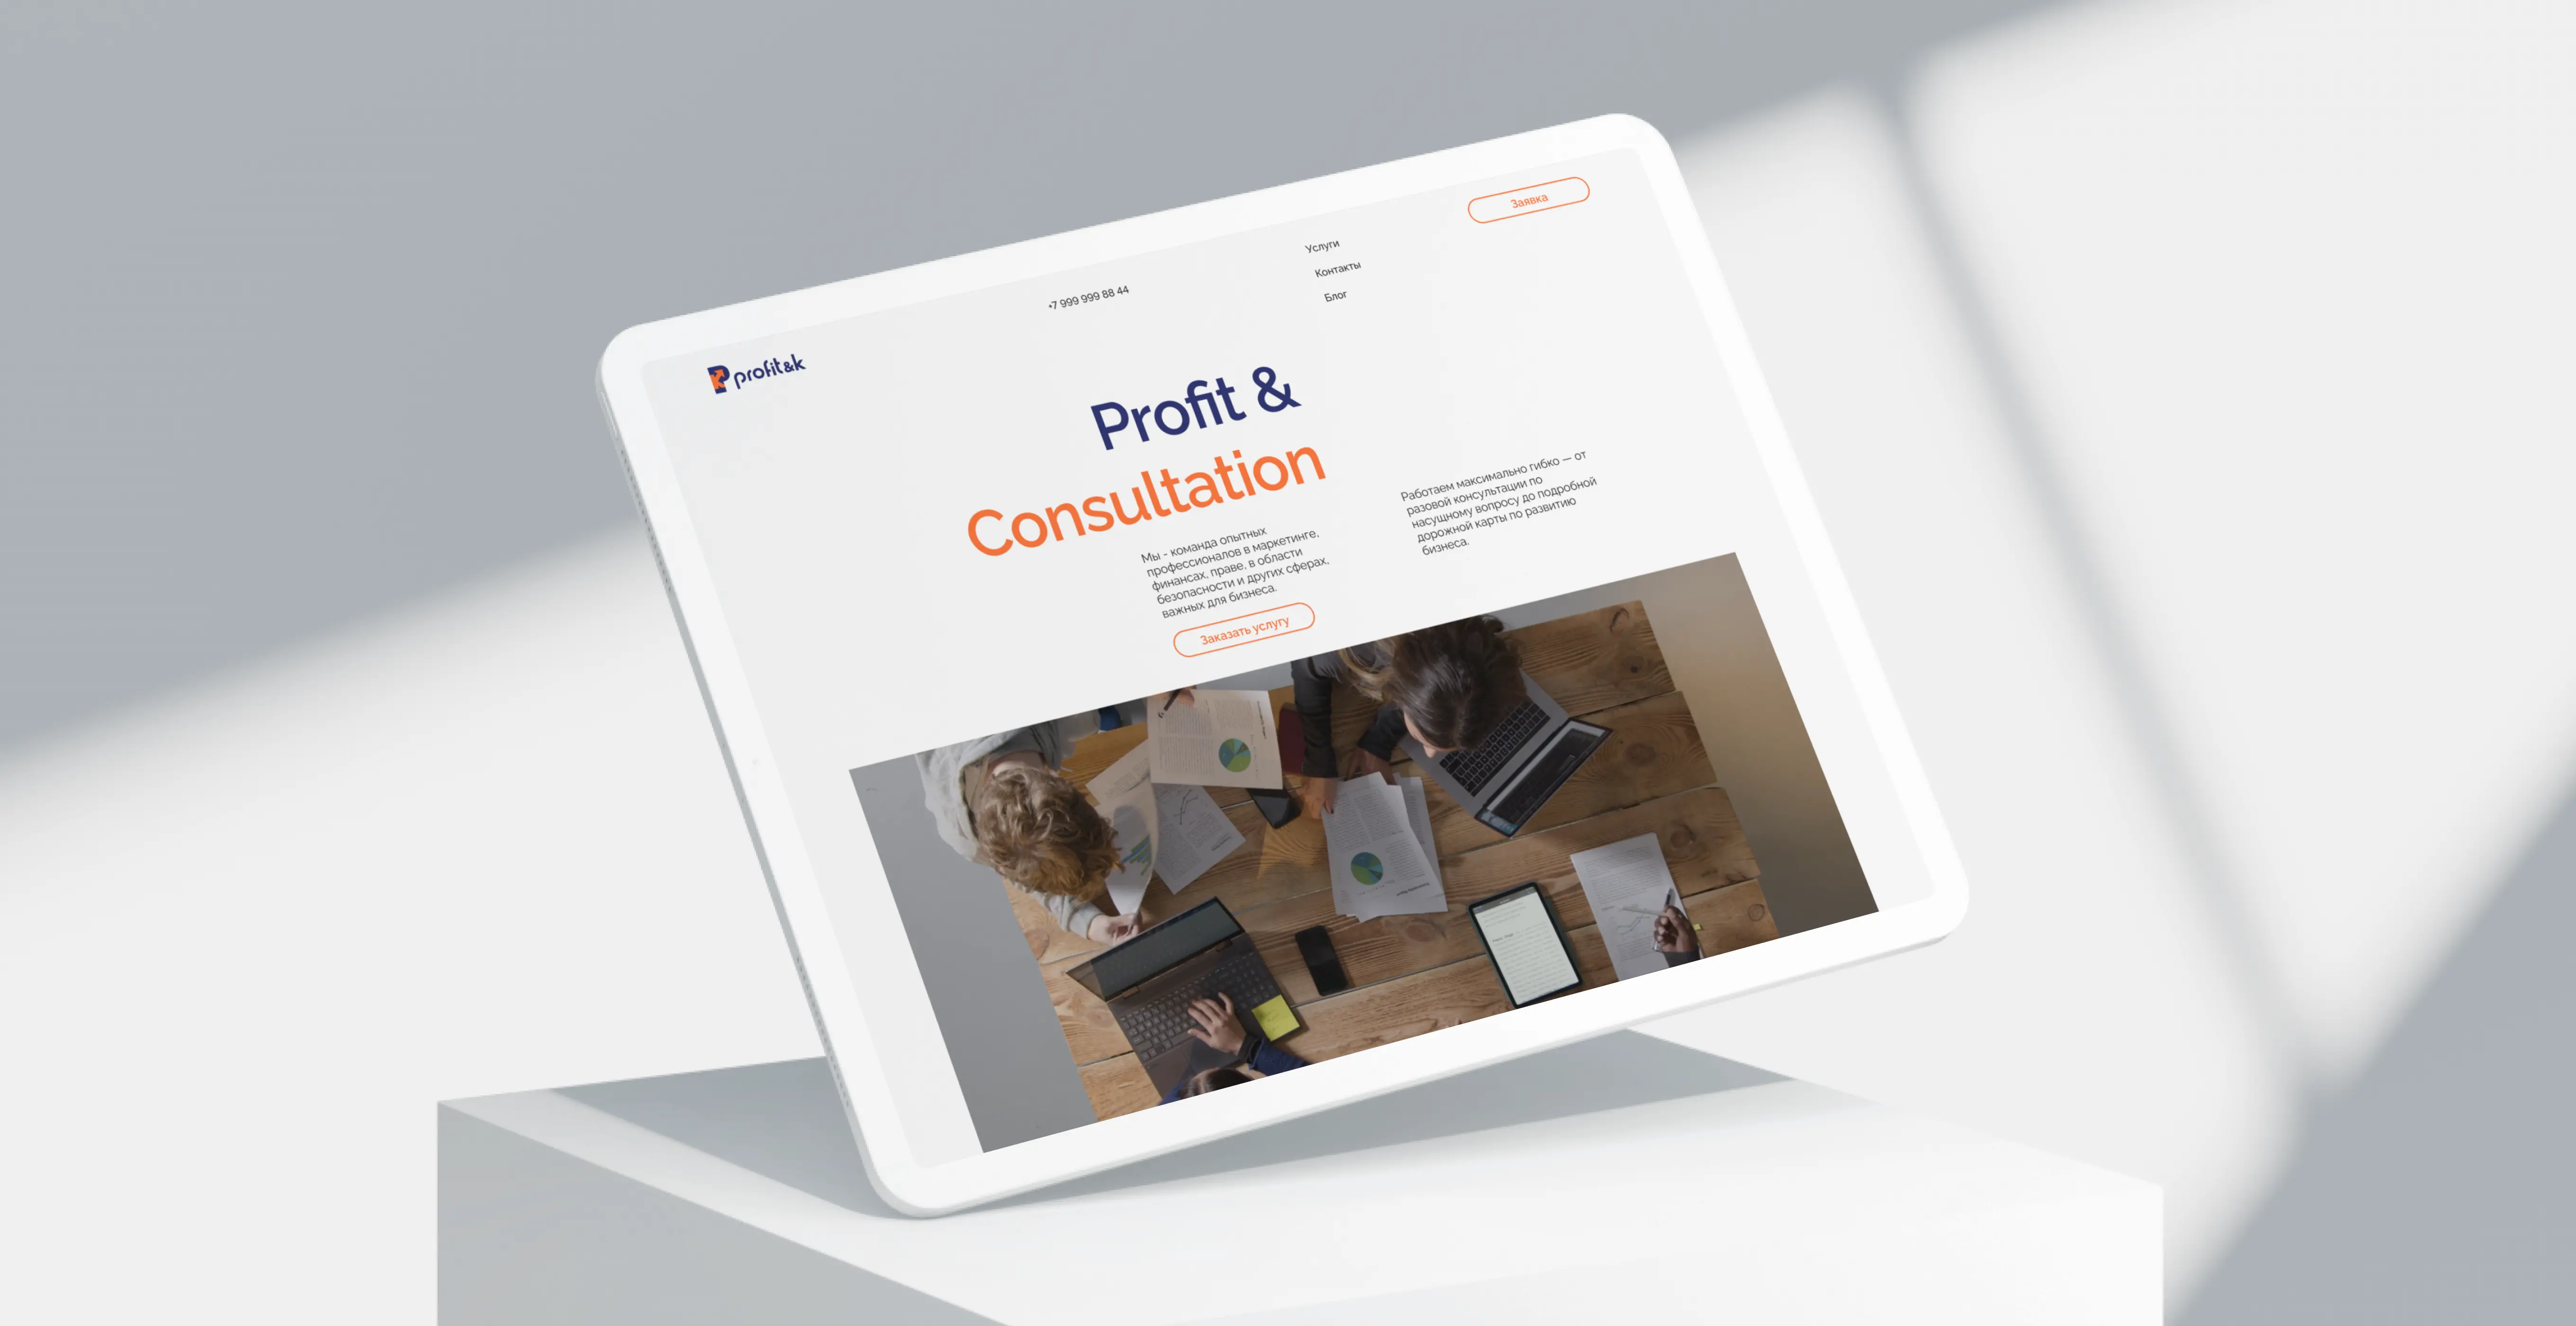 profit&k
+7 999 999 88 44
Услуги
Контакты
Блог
Заявка
Profit &
Consultation
Мы - команда опытных
профессионалов в маркетинге,
финансах, праве, в области
безопасности и других сферах,
важных для бизнеса.
Заказать услугу
Работаем максимально гибко — от
разовой консультации по
насущному вопросу до подробной
дорожной карты по развитию
бизнеса.